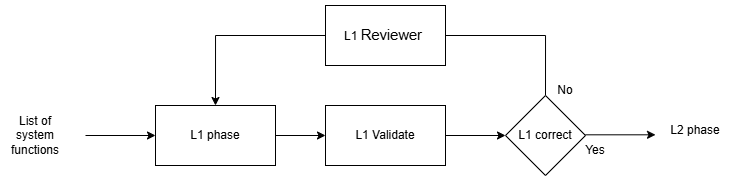 L1 Reviewer
No
List of
system
functions
L1 phase
L1 Validate
L1 correct
Yes
L2 phase